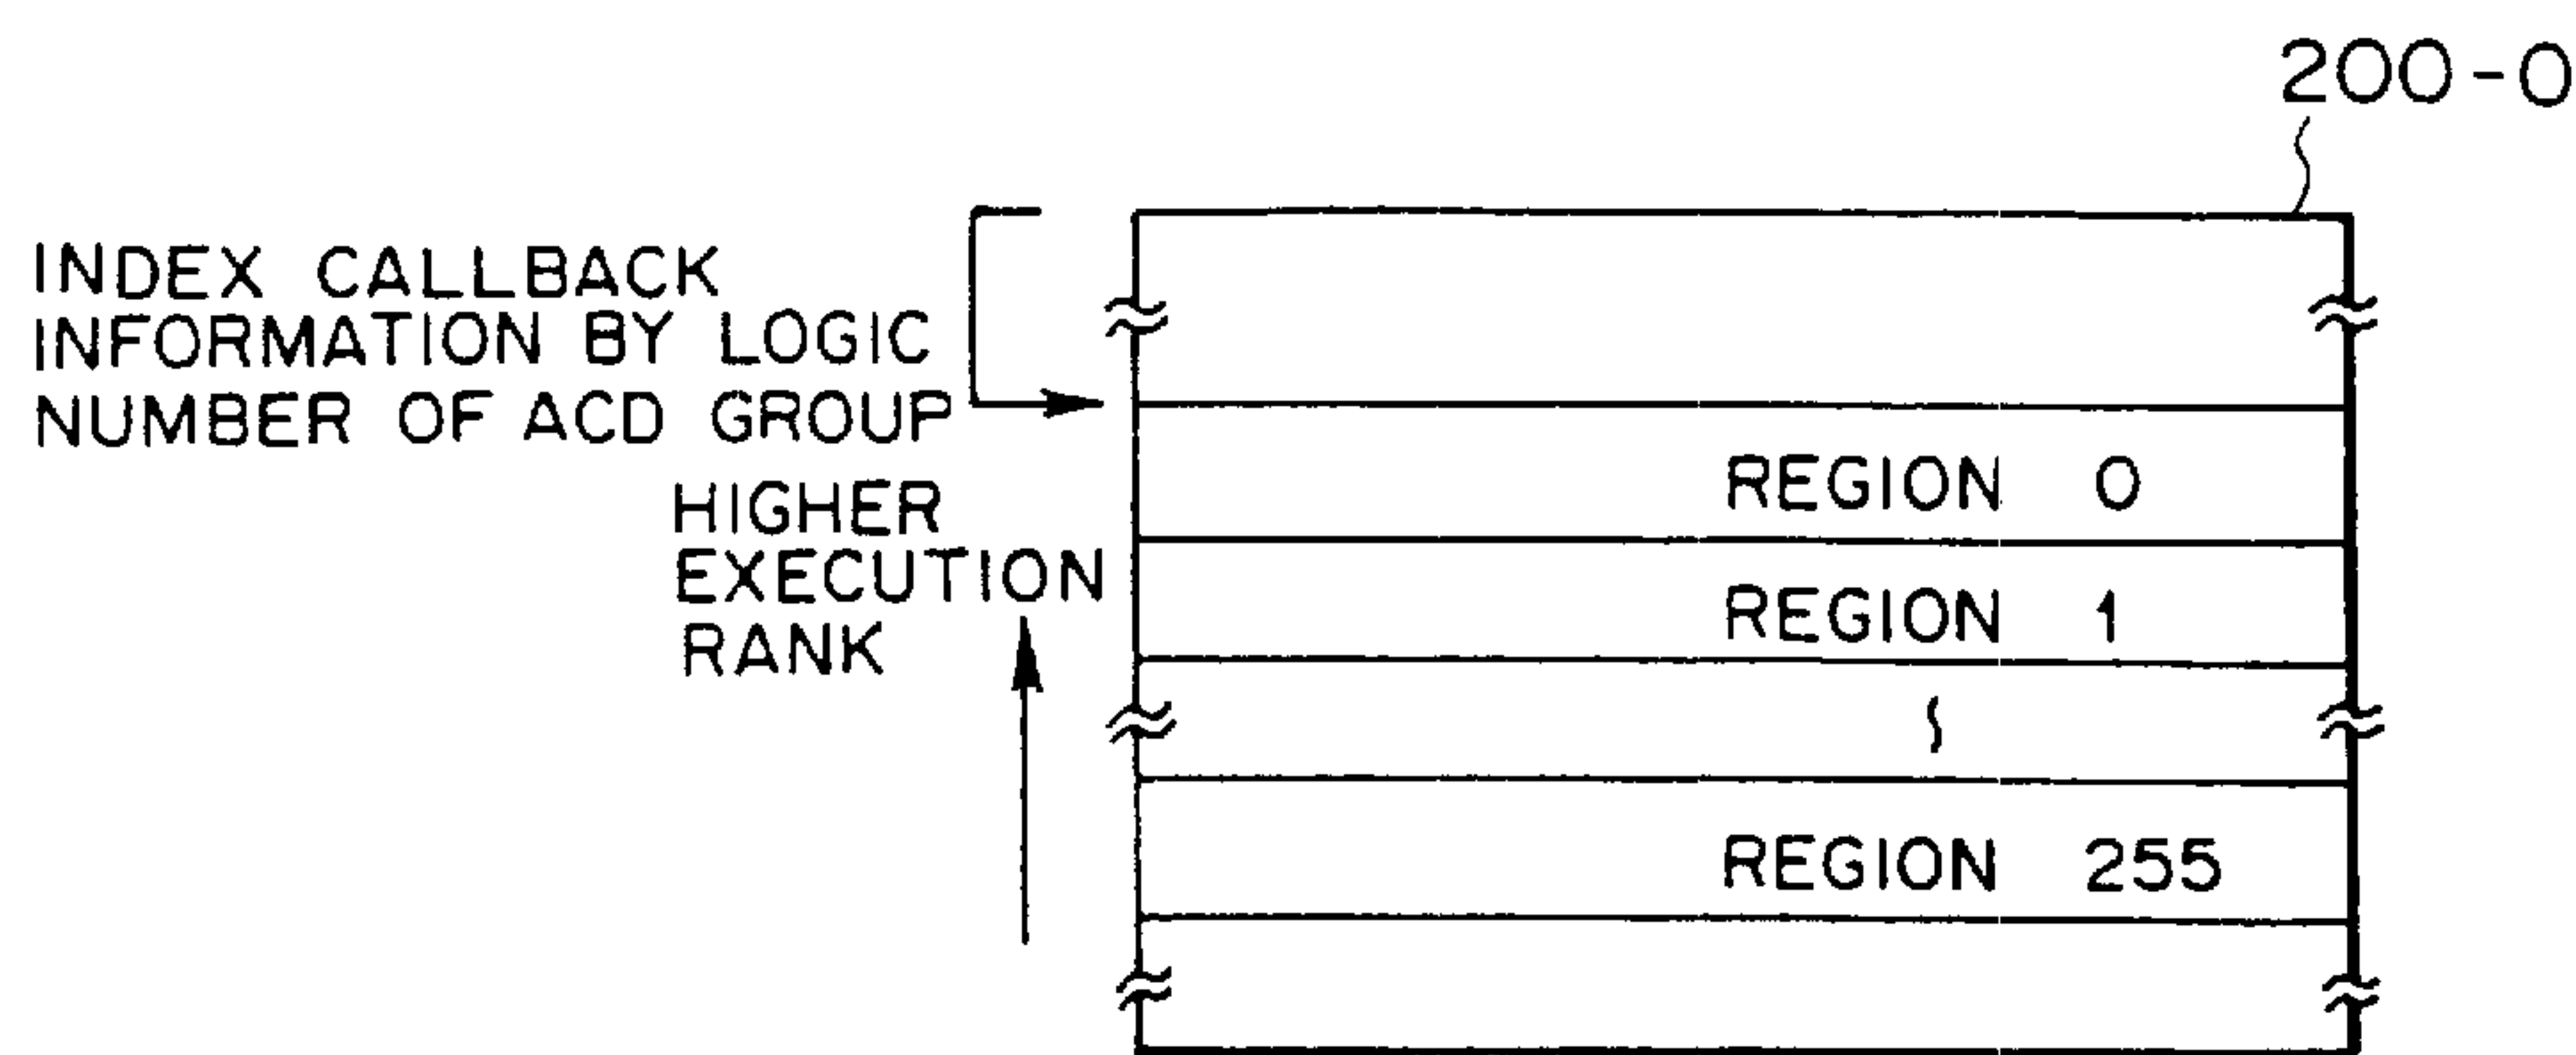 200-0
INDEX CALLBACK
INFORMATION BY LOGIC
NUMBER OF ACD GROUP
HIGHER
EXECUTION
RANK
REGION 0
REGION 1
REGION 255